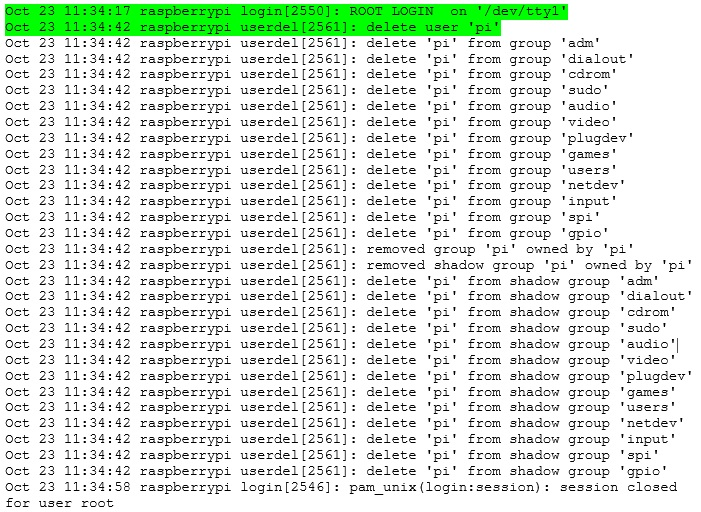 Oct 23 11:34:17 raspberrypi login[2550]: ROOT LOGIN  on '/dev/tty1'
Oct 23 11:34:42 raspberrypi userdel[2561]: delete user 'pi'
Oct 23 11:34:42 raspberrypi userdel[2561]: delete 'pi' from group 'adm'
Oct 23 11:34:42 raspberrypi userdel[2561]: delete 'pi' from group 'dialout'
Oct 23 11:34:42 raspberrypi userdel[2561]: delete 'pi' from group 'cdrom'
Oct 23 11:34:42 raspberrypi userdel[2561]: delete 'pi' from group 'sudo'
Oct 23 11:34:42 raspberrypi userdel[2561]: delete 'pi' from group 'audio'
Oct 23 11:34:42 raspberrypi userdel[2561]: delete 'pi' from group 'video'
Oct 23 11:34:42 raspberrypi userdel[2561]: delete 'pi' from group 'plugdev'
Oct 23 11:34:42 raspberrypi userdel[2561]: delete 'pi' from group 'games'
Oct 23 11:34:42 raspberrypi userdel[2561]: delete 'pi' from group 'users'
Oct 23 11:34:42 raspberrypi userdel[2561]: delete 'pi' from group 'netdev'
Oct 23 11:34:42 raspberrypi userdel[2561]: delete 'pi' from group 'input'
Oct 23 11:34:42 raspberrypi userdel[2561]: delete 'pi' from group 'spi'
Oct 23 11:34:42 raspberrypi userdel[2561]: delete 'pi' from group 'gpio'
Oct 23 11:34:42 raspberrypi userdel[2561]: removed group 'pi' owned by 'pi'
Oct 23 11:34:42 raspberrypi userdel[2561]: removed shadow group 'pi' owned by 'pi'
Oct 23 11:34:42 raspberrypi userdel[2561]: delete 'pi' from shadow group 'adm'
Oct 23 11:34:42 raspberrypi userdel[2561]: delete 'pi' from shadow group 'dialout'
Oct 23 11:34:42 raspberrypi userdel[2561]: delete 'pi' from shadow group 'cdrom'
Oct 23 11:34:42 raspberrypi userdel[2561]: delete 'pi' from shadow group 'sudo'
Oct 23 11:34:42 raspberrypi userdel[2561]: delete 'pi' from shadow group 'audio'
Oct 23 11:34:42 raspberrypi userdel[2561]: delete 'pi' from shadow group 'video'
Oct 23 11:34:42 raspberrypi userdel[2561]: delete 'pi' from shadow group 'plugdev'
Oct 23 11:34:42 raspberrypi userdel[2561]: delete 'pi' from shadow group 'games'
Oct 23 11:34:42 raspberrypi userdel[2561]: delete 'pi' from shadow group 'users'
Oct 23 11:34:42 raspberrypi userdel[2561]: delete 'pi' from shadow group 'netdev'
Oct 23 11:34:42 raspberrypi userdel[2561]: delete 'pi' from shadow group 'input'
Oct 23 11:34:42 raspberrypi userdel[2561]: delete 'pi' from shadow group 'spi'
Oct 23 11:34:42 raspberrypi userdel[2561]: delete 'pi' from shadow group 'gpio'
Oct 23 11:34:58 raspberrypi login[2546]: pam_unix(login:session): session closed
for user root